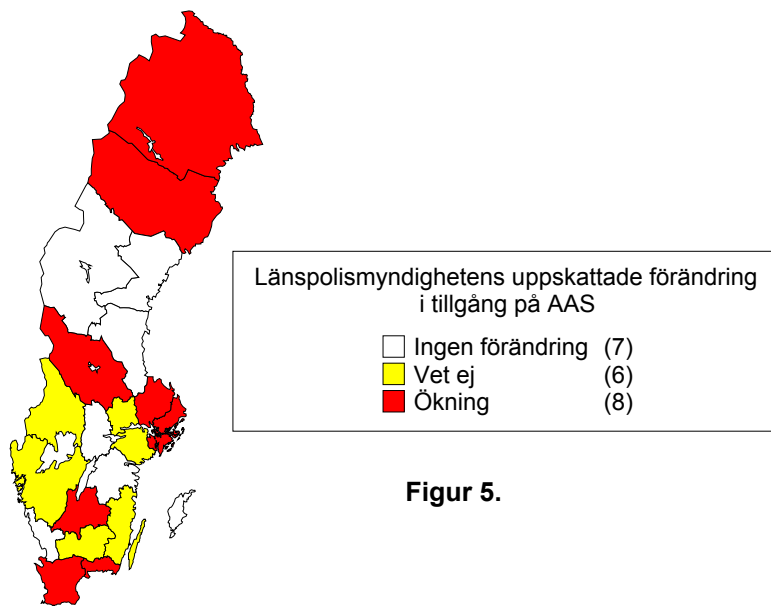 Länspolismyndighetens uppskattade förändring
i tillgång på AAS
Ingen förändring (7)
Vet ej (6)
Ökning (8)
Figur 5.